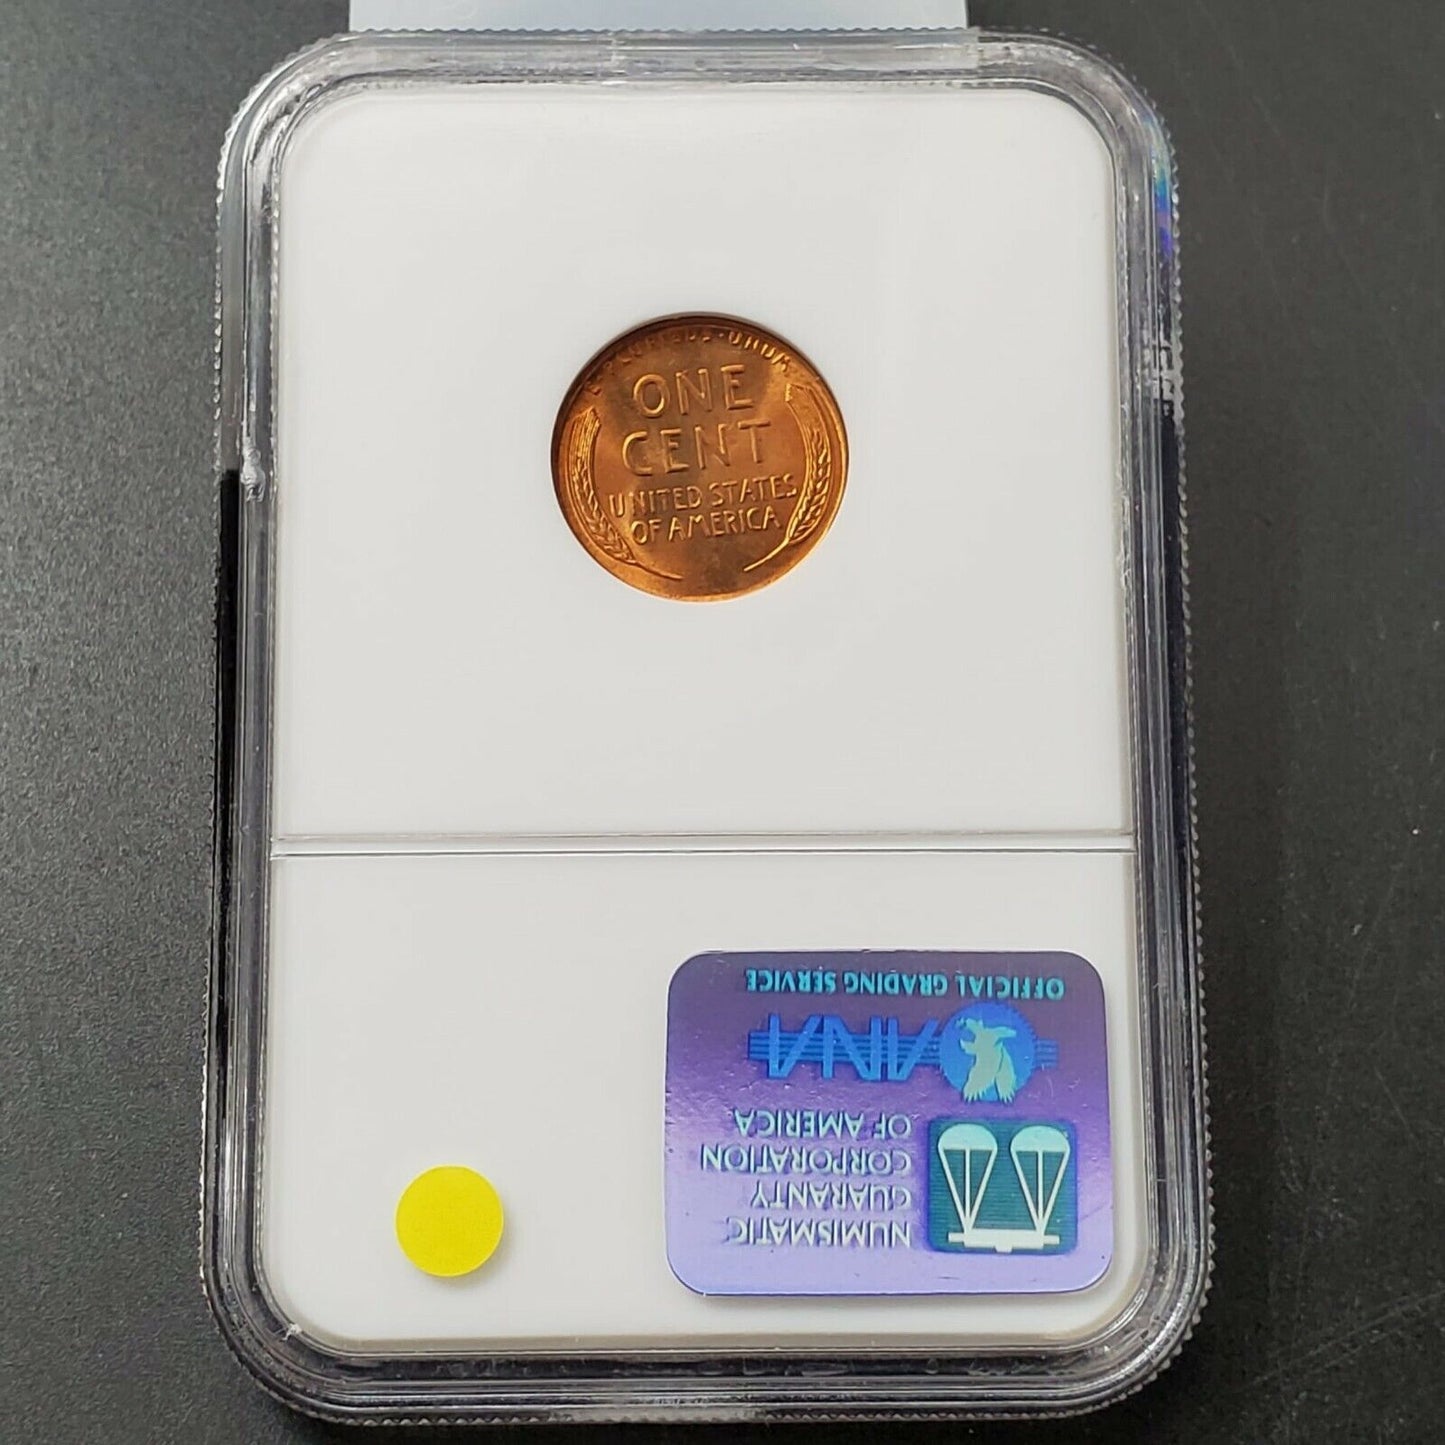 E · PLURIBUS · UNUM
ONE
CENT
UNITED STATES
OF AMERICA
NUMISMATIC
GUARANTY
CORPORATION
OF AMERICA
ANA
OFFICIAL GRADING SERVICE